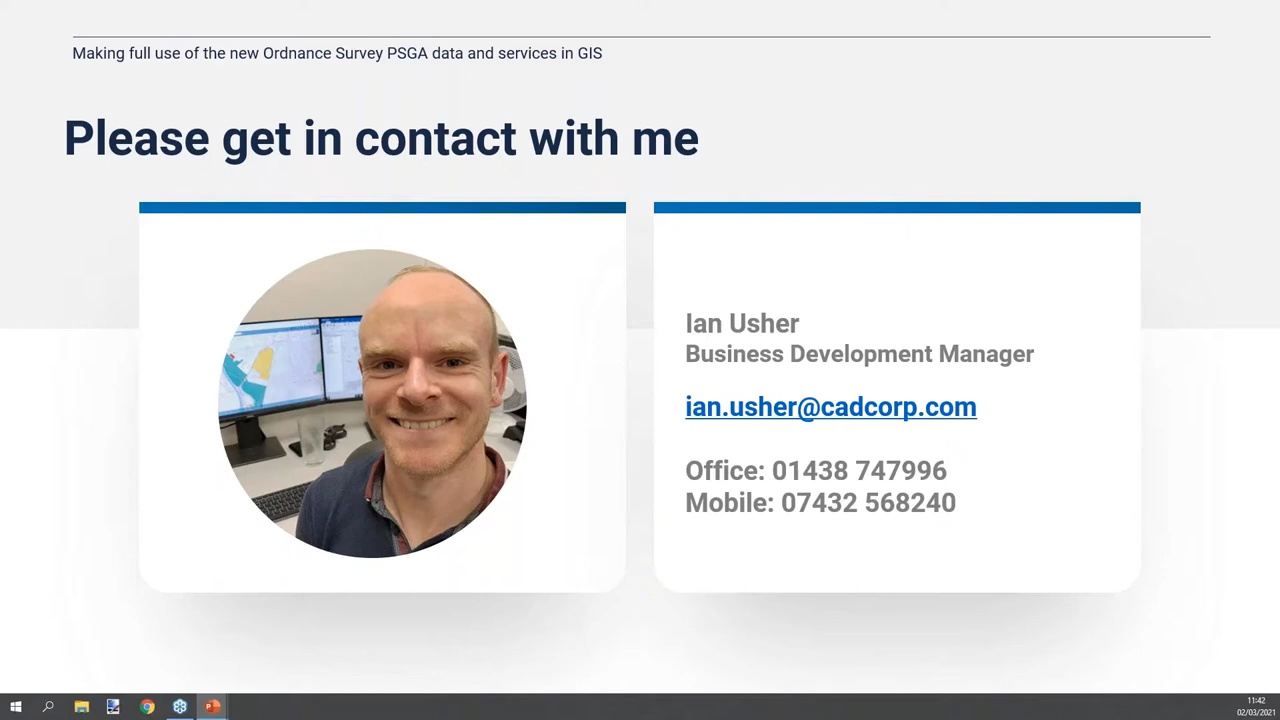 Making full use of the new Ordnance Survey PSGA data and services in GIS
Please get in contact with me
Ian Usher
Business Development Manager
ian.usher@cadcorp.com
Office: 01438 747996
Mobile: 07432 568240
11:42
02/03/2021